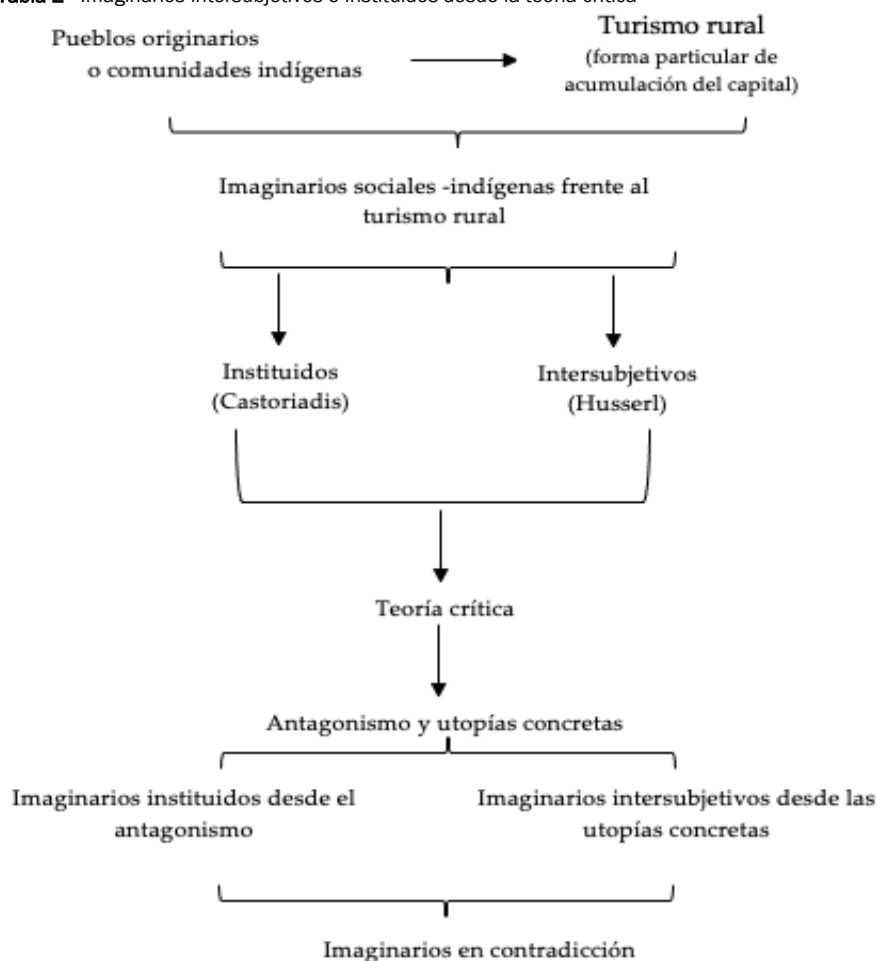 Tabla 2 - Imaginarios intersubjetivos e instituidos desde la teoría crítica
Pueblos originarios
o comunidades indígenas
Turismo rural
(forma particular de
acumulación del capital)
Imaginarios sociales -indígenas frente al
turismo rural
Instituidos
(Castoriadis)
Intersubjetivos
(Husserl)
Teoría crítica
Antagonismo y utopías concretas
Imaginarios instituidos desde el
antagonismo
Imaginarios intersubjetivos desde las
utopías concretas
Imaginarios en contradicción